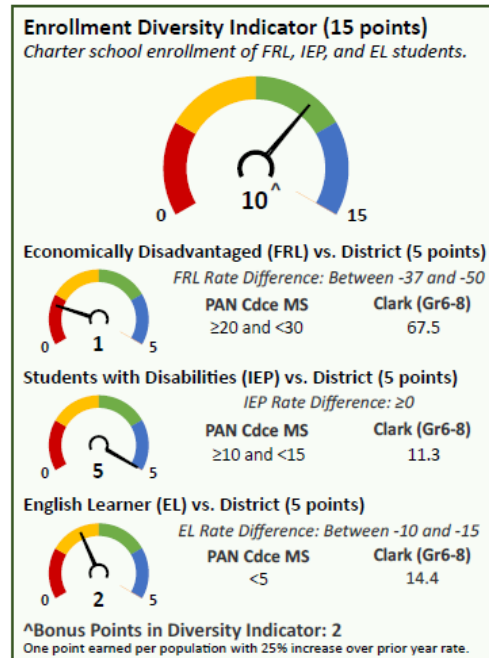 Enrollment Diversity Indicator (15 points)
Charter school enrollment of FRL, IEP, and EL students.
10^
0 15
Economically Disadvantaged (FRL) vs. District (5 points)
FRL Rate Difference: Between -37 and -50
PAN Cdce MS Clark (Gr6-8)
≥20 and <30 67.5
0 1 5
Students with Disabilities (IEP) vs. District (5 points)
IEP Rate Difference: ≥0
PAN Cdce MS Clark (Gr6-8)
≥10 and <15 11.3
0 5 5
English Learner (EL) vs. District (5 points)
EL Rate Difference: Between -10 and -15
PAN Cdce MS Clark (Gr6-8)
<5 14.4
0 2 5
^Bonus Points in Diversity Indicator: 2
One point earned per population with 25% increase over prior year rate.